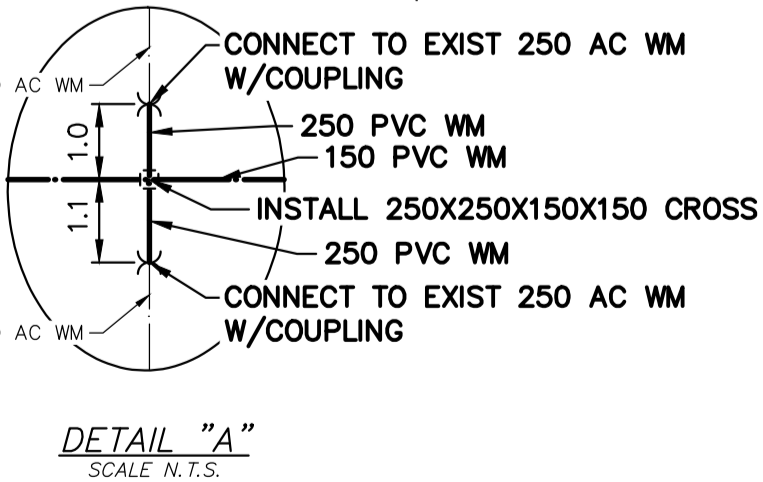 CONNECT TO EXIST 250 AC WM
W/COUPLING
AC WM
250 PVC WM
1.0
150 PVC WM
INSTALL 250X250X150X150 CROSS
1.1
250 PVC WM
CONNECT TO EXIST 250 AC WM
W/COUPLING
AC WM
DETAIL "A"
SCALE N.T.S.